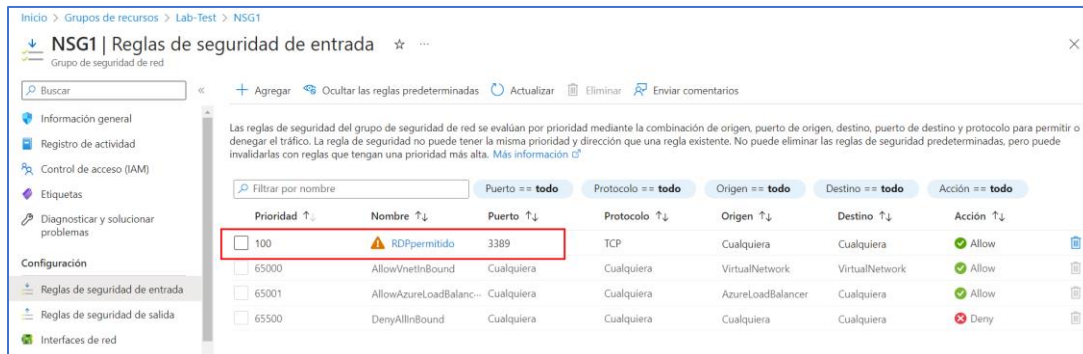 Inicio > Grupos de recursos > Lab-Test > NSG1
NSG1 | Reglas de seguridad de entrada
Grupo de seguridad de red
Buscar
Agregar Ocultar las reglas predeterminadas Actualizar Eliminar Enviar comentarios
Información general
Registro de actividad
Control de acceso (IAM)
Etiquetas
Diagnosticar y solucionar
problemas
Configuración
Reglas de seguridad de entrada
Reglas de seguridad de salida
Interfaces de red
Las reglas de seguridad del grupo de seguridad de red se evalúan por prioridad mediante la combinación de origen, puerto de origen, destino, puerto de destino y protocolo para permitir o
denegar el tráfico. La regla de seguridad no puede tener la misma prioridad y dirección que una regla existente. No puede eliminar las reglas de seguridad predeterminadas, pero puede
invalidarlas con reglas que tengan una prioridad más alta. Más información
Filtrar por nombre Puerto == todo Protocolo == todo Origen == todo Destino == todo Acción == todo
Prioridad ↑ Nombre ↑↓ Puerto ↑↓ Protocolo ↑↓ Origen ↑↓ Destino ↑↓ Acción ↑↓
100 RDPpermitido 3389 TCP Cualquiera Cualquiera Allow
65000 AllowVnetInBound Cualquiera Cualquiera VirtualNetwork VirtualNetwork Allow
65001 AllowAzureLoadBalanc... Cualquiera Cualquiera AzureLoadBalancer Cualquiera Allow
65500 DenyAllInBound Cualquiera Cualquiera Cualquiera Cualquiera Deny